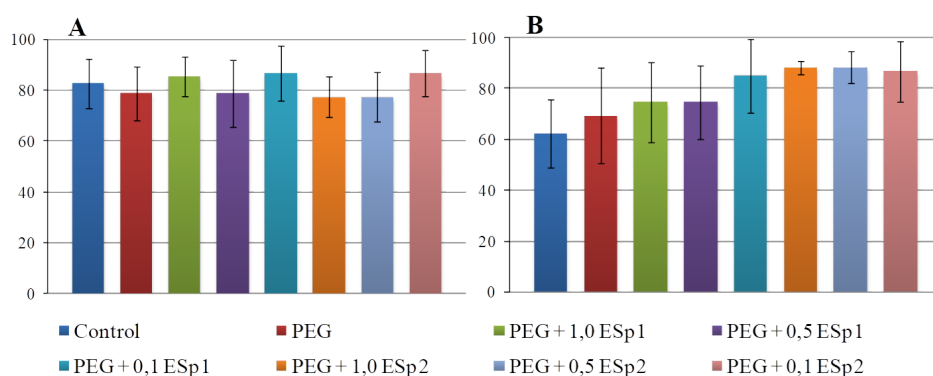 A
B
100
80
60
40
20
0
100
80
60
40
20
0
Control
PEG
PEG + 1,0 ESp1
PEG + 0,5 ESp1
PEG + 0,1 ESp1
PEG + 1,0 ESp2
PEG + 0,5 ESp2
PEG + 0,1 ESp2